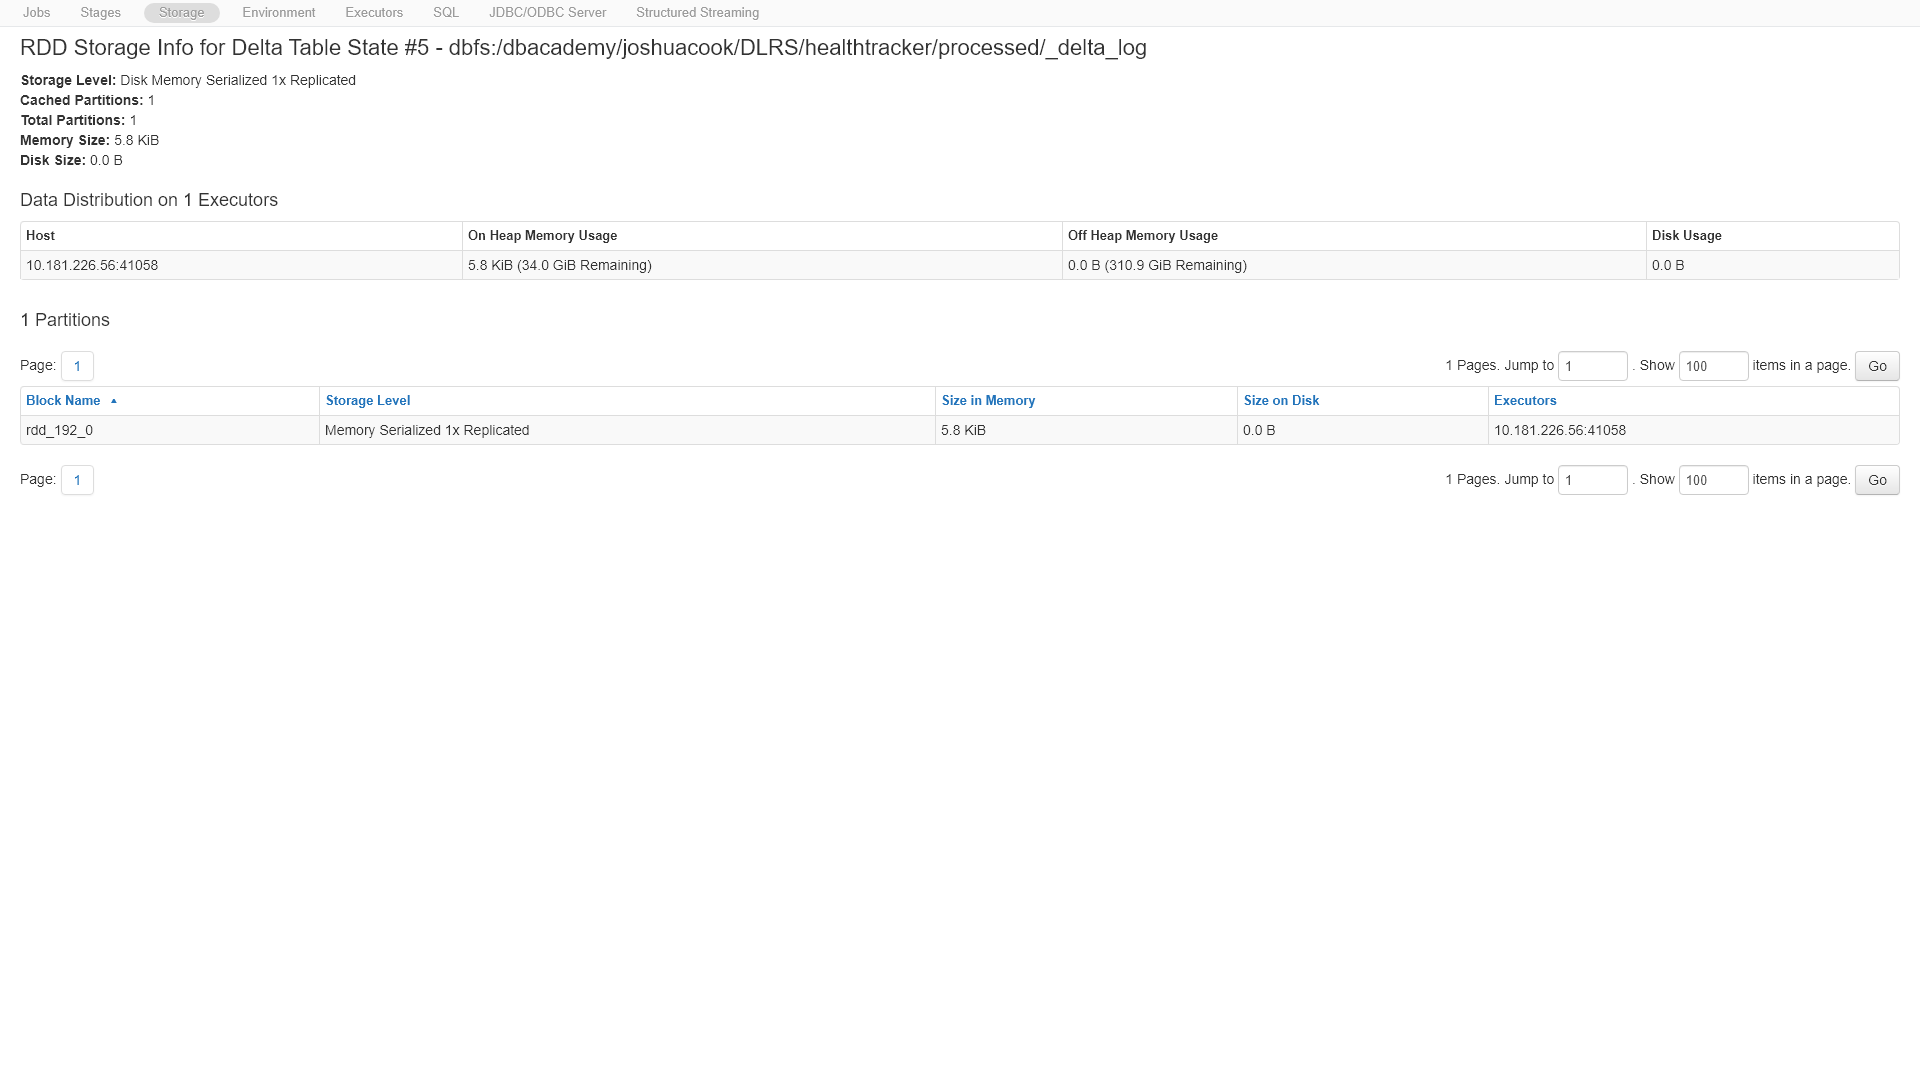 Jobs Stages Storage Environment Executors SQL JDBC/ODBC Server Structured Streaming
RDD Storage Info for Delta Table State #5 - dbfs:/dbacademy/joshuacook/DLRS/healthtracker/processed/_delta_log
Storage Level: Disk Memory Serialized 1x Replicated
Cached Partitions: 1
Total Partitions: 1
Memory Size: 5.8 KiB
Disk Size: 0.0 B
Data Distribution on 1 Executors
Host On Heap Memory Usage Off Heap Memory Usage Disk Usage
10.181.226.56:41058 5.8 KiB (34.0 GiB Remaining) 0.0 B (310.9 GiB Remaining) 0.0 B
1 Partitions
Page: 1 1 Pages. Jump to 1 . Show 100 items in a page. Go
Block Name ▲ Storage Level Size in Memory Size on Disk Executors
rdd_192_0 Memory Serialized 1x Replicated 5.8 KiB 0.0 B 10.181.226.56:41058
Page: 1 1 Pages. Jump to 1 . Show 100 items in a page. Go